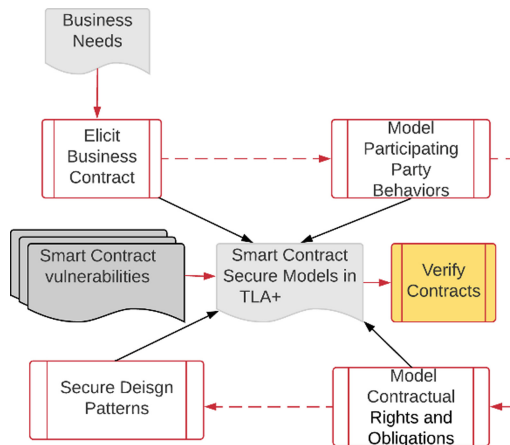 Business
Needs
Elicit
Business
Contract
Model
Participating
Party
Behaviors
Smart Contract
vulnerabilities
Smart Contract
Secure Models in
TLA+
Verify
Contracts
Secure Deisgn
Patterns
Model
Contractual
Rights and
Obligations